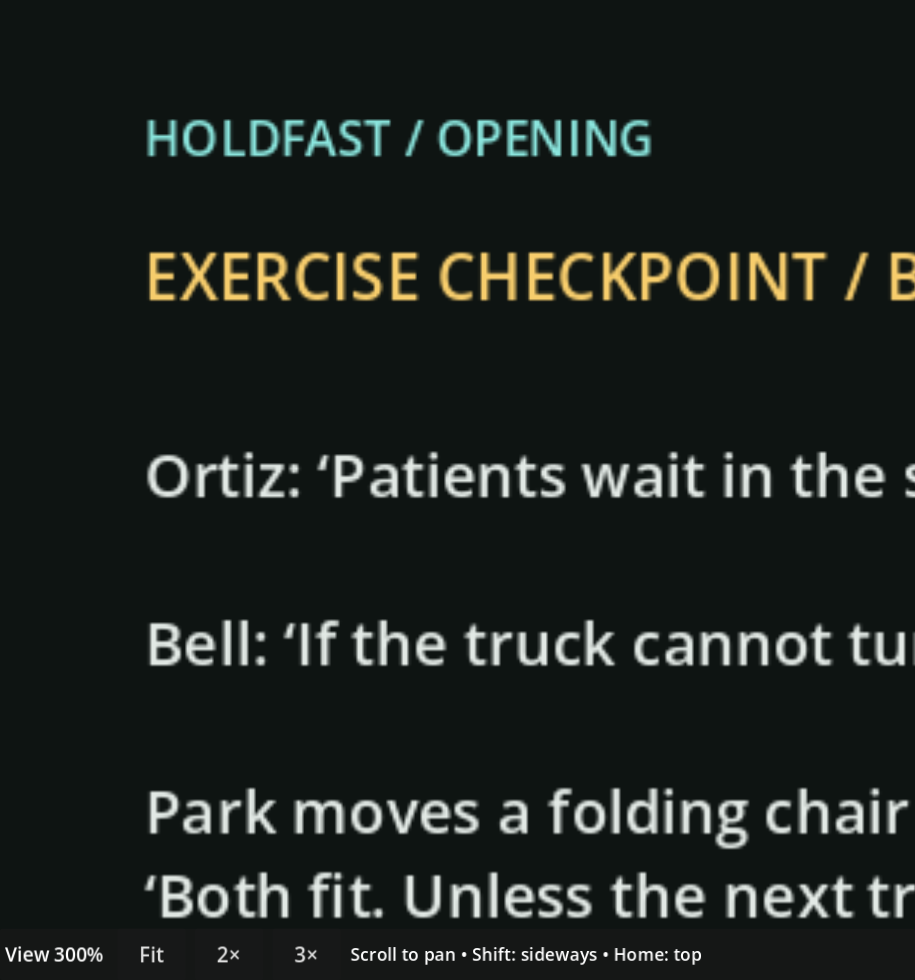 HOLDFAST / OPENING
EXERCISE CHECKPOINT / B
Ortiz: ‘Patients wait in the s
Bell: ‘If the truck cannot tu
Park moves a folding chair
‘Both fit. Unless the next tr
View 300% Fit 2× 3× Scroll to pan • Shift: sideways • Home: top